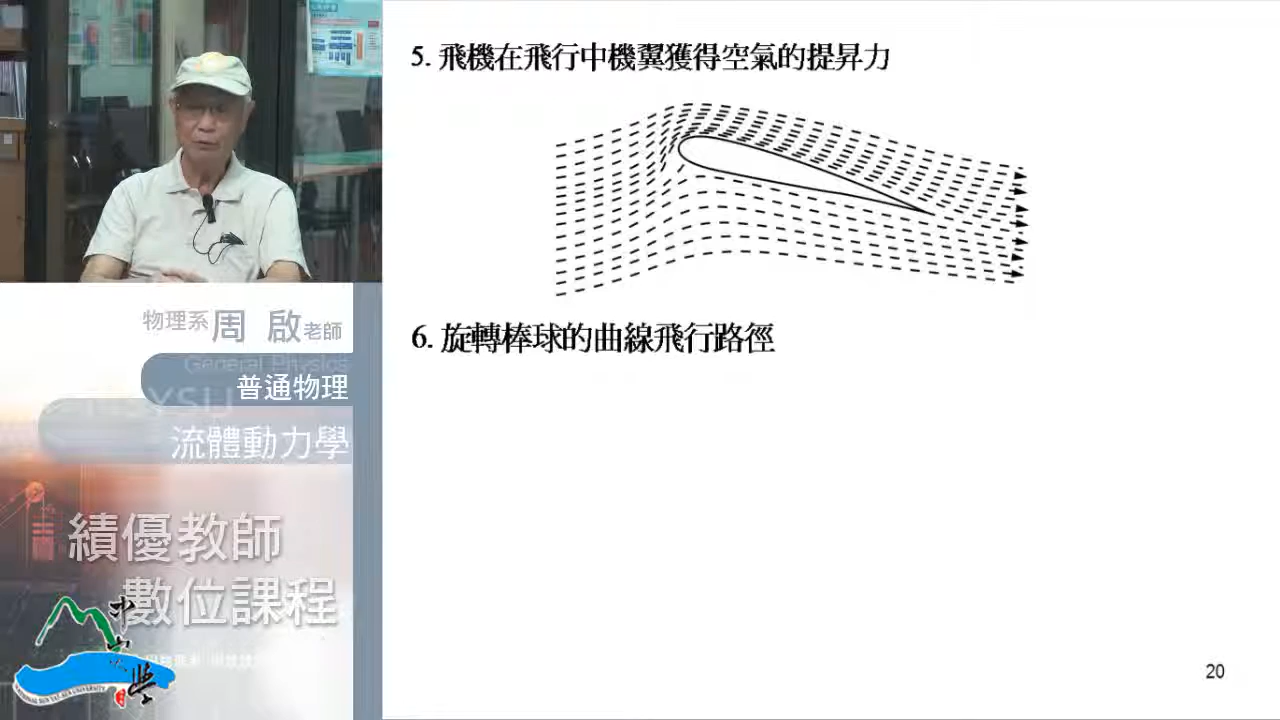 5. 飛機在飛行中機翼獲得空氣的提昇力
6. 旋轉棒球的曲線飛行路徑
20
物理系周 啟老師
General Physics
普通物理
流體動力學
績優教師
數位課程